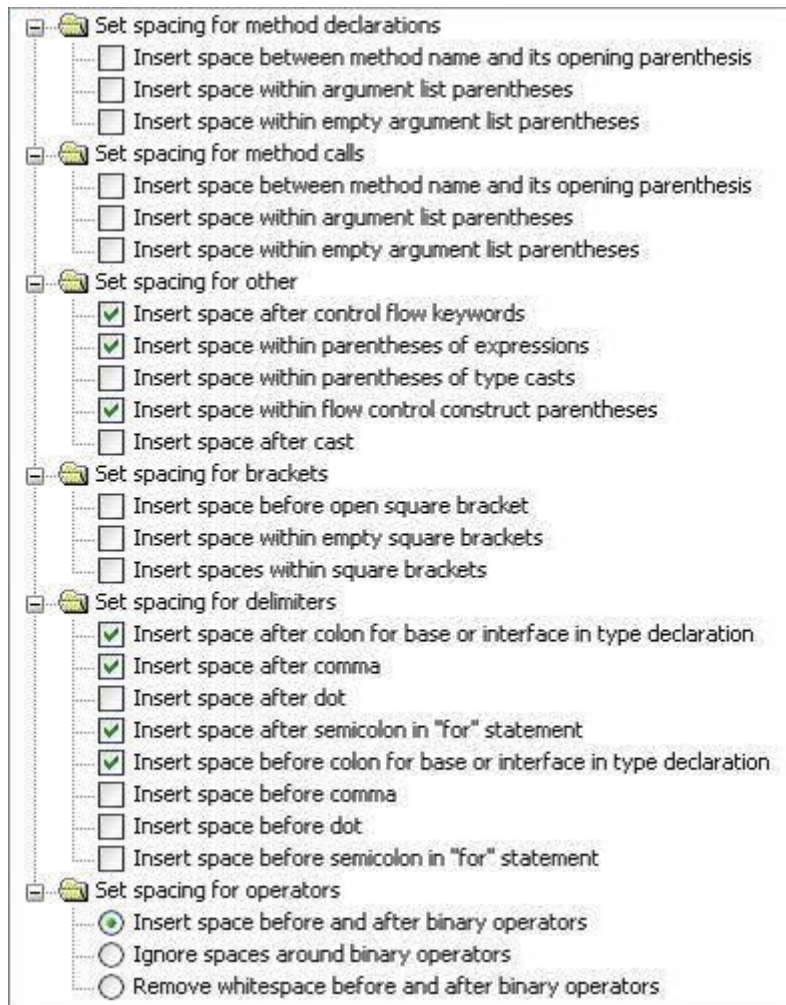 Set spacing for method declarations
Insert space between method name and its opening parenthesis
Insert space within argument list parentheses
Insert space within empty argument list parentheses
Set spacing for method calls
Insert space between method name and its opening parenthesis
Insert space within argument list parentheses
Insert space within empty argument list parentheses
Set spacing for other
Insert space after control flow keywords
Insert space within parentheses of expressions
Insert space within parentheses of type casts
Insert space within flow control construct parentheses
Insert space after cast
Set spacing for brackets
Insert space before open square bracket
Insert space within empty square brackets
Insert spaces within square brackets
Set spacing for delimiters
Insert space after colon for base or interface in type declaration
Insert space after comma
Insert space after dot
Insert space after semicolon in "for" statement
Insert space before colon for base or interface in type declaration
Insert space before comma
Insert space before dot
Insert space before semicolon in "for" statement
Set spacing for operators
Insert space before and after binary operators
Ignore spaces around binary operators
Remove whitespace before and after binary operators